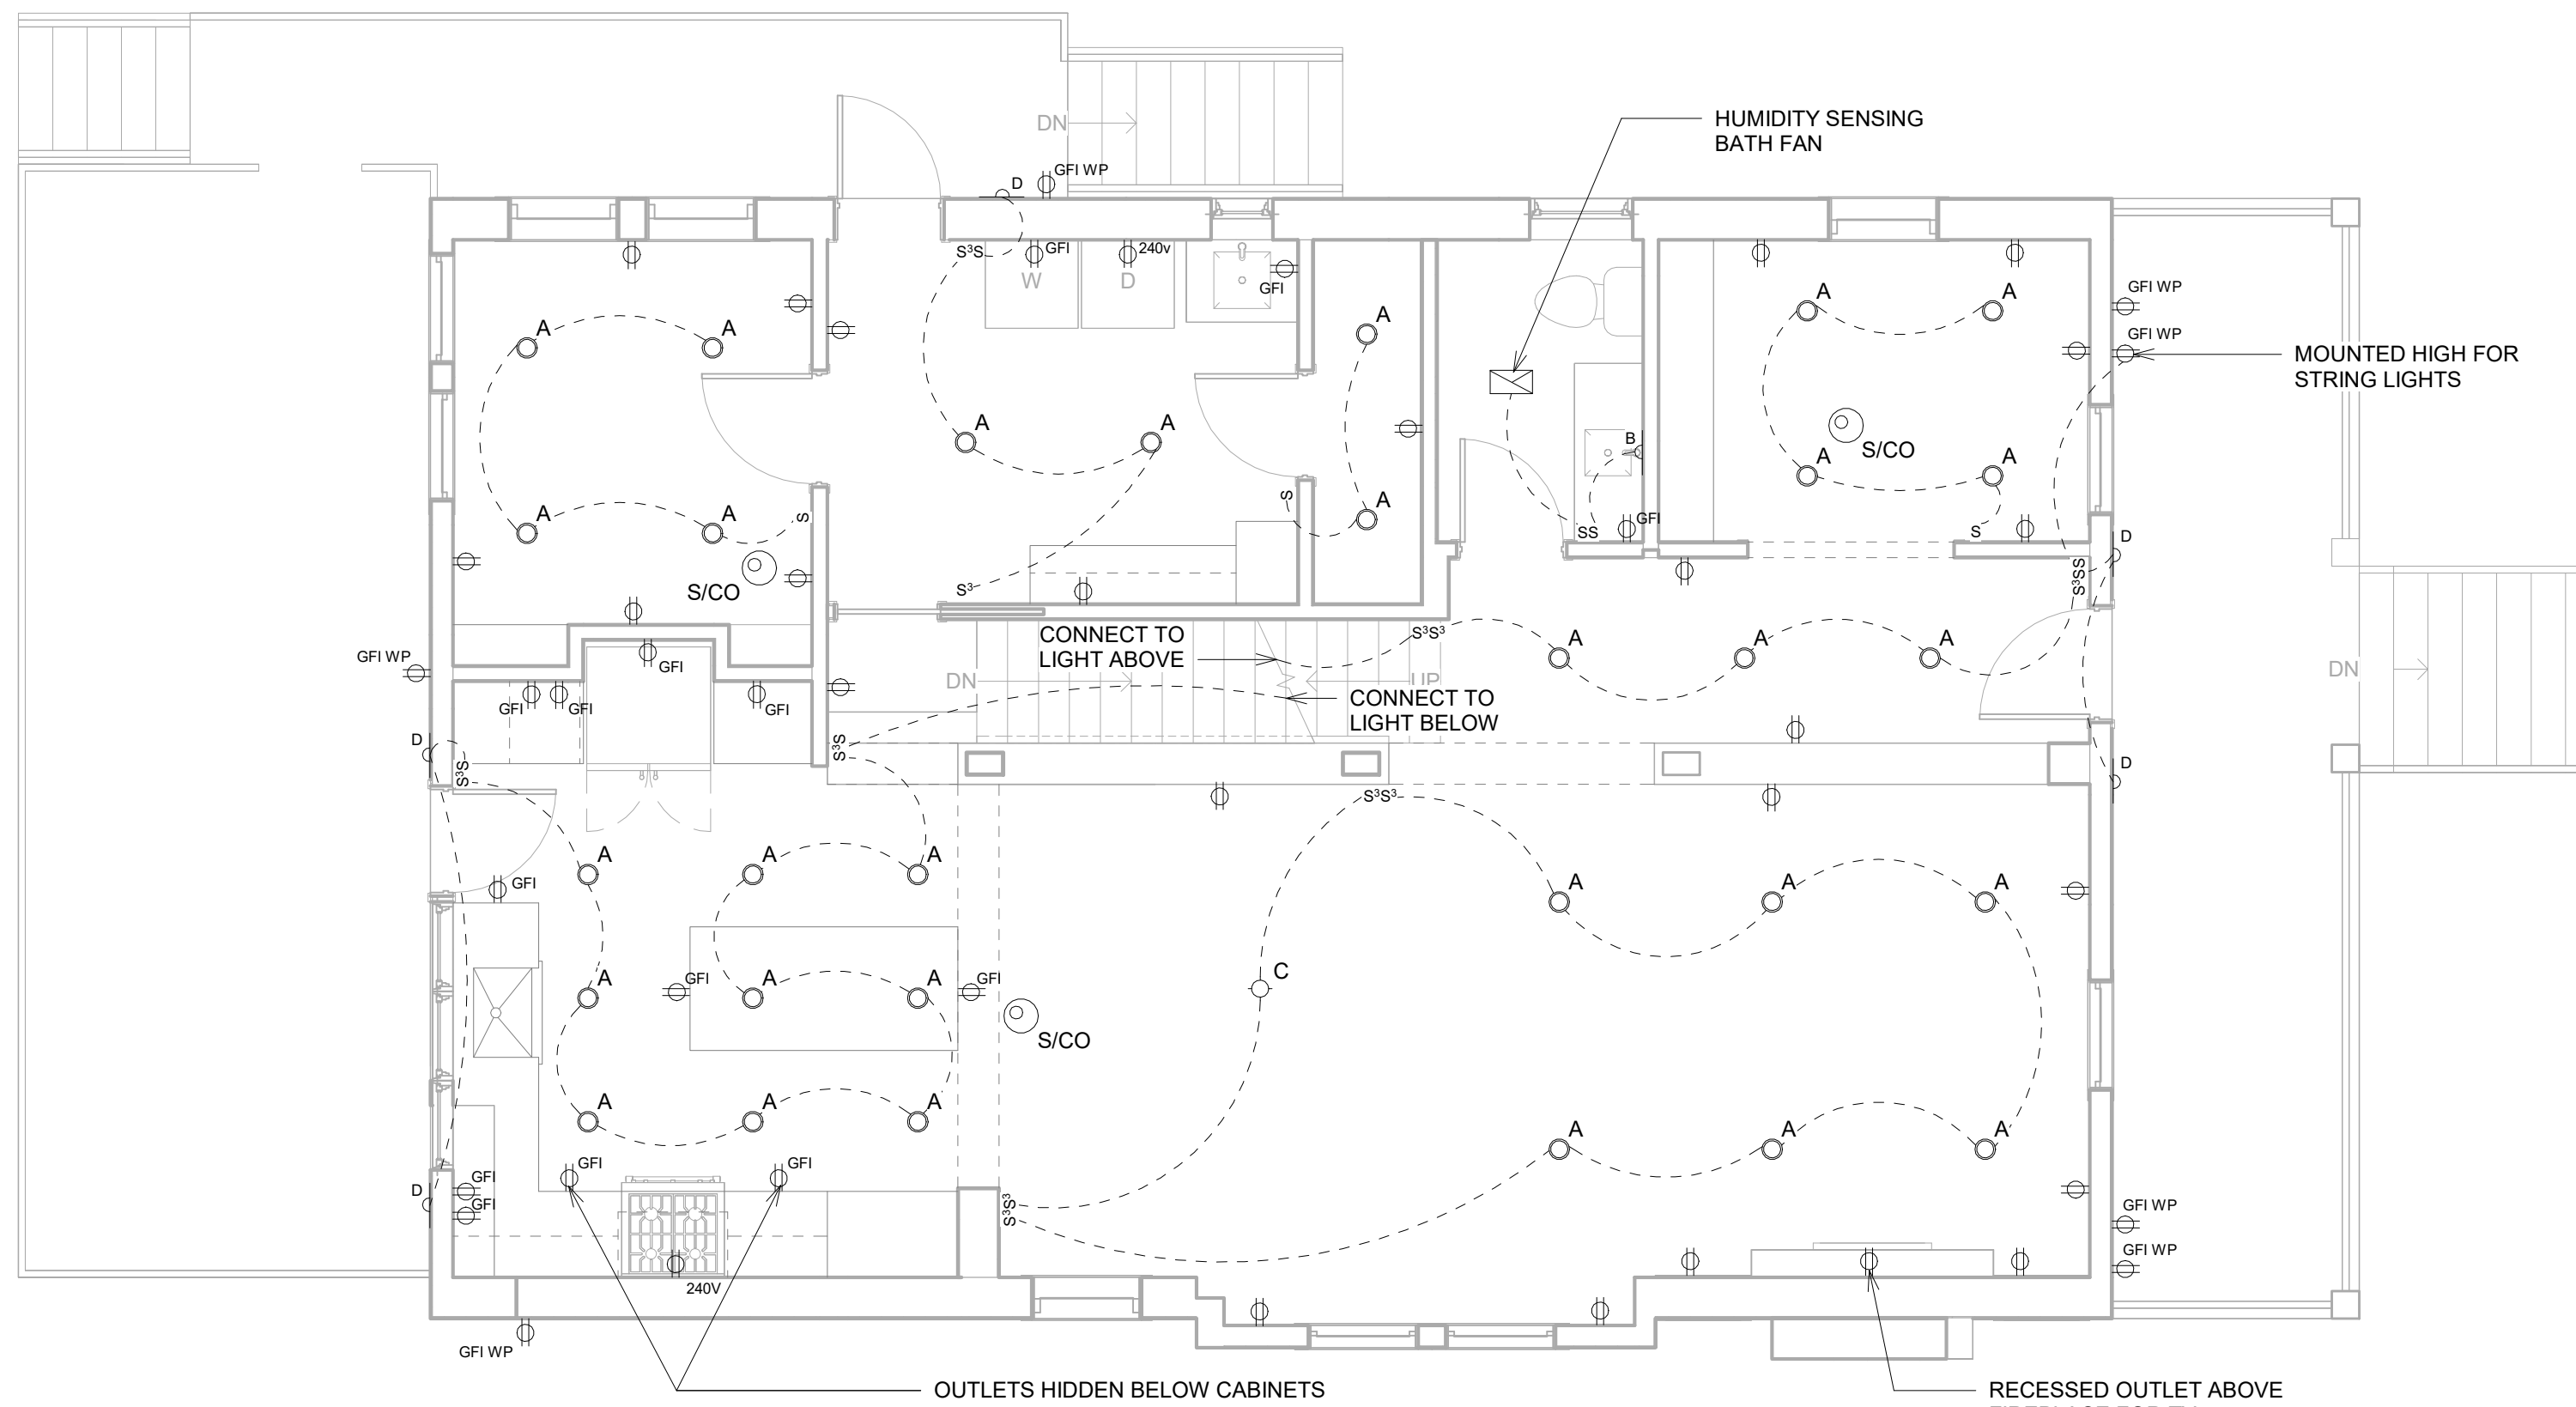 DN
HUMIDITY SENSING
BATH FAN
GFI WP
D
S³S
GFI
240v
W
D
GFI
GFI WP
GFI WP
MOUNTED HIGH FOR
STRING LIGHTS
A
A
A
A
A
A
A
B
A
A
S/CO
A
A
A
A
A
S
S
SS
GFI
S
D
S/CO
S³
S³SS
CONNECT TO
LIGHT ABOVE
S³S³
A
A
A
GFI WP
GFI
DN
UP
DN
GFI
GFI
GFI
CONNECT TO
LIGHT BELOW
D
S³S
S³S
D
S³S³
A
A
A
GFI
A
A
A
A
A
A
GFI
GFI
C
S/CO
A
A
A
A
A
A
GFI
GFI
GFI
GFI
D
S³S³
GFI WP
GFI WP
240V
GFI WP
OUTLETS HIDDEN BELOW CABINETS
RECESSED OUTLET ABOVE